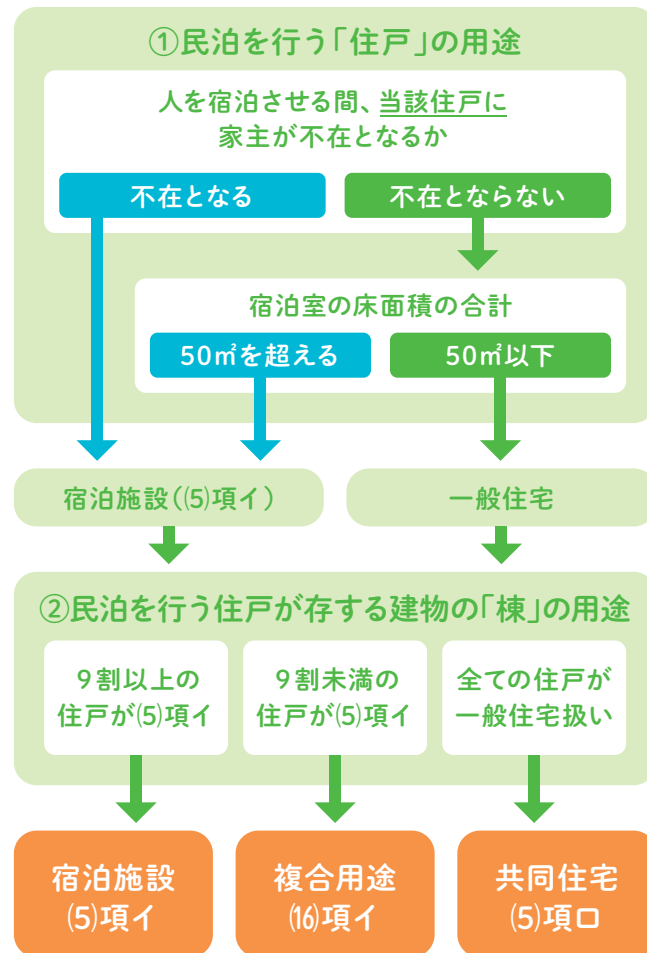 ①民泊を行う「住戸」の用途
人を宿泊させる間、当該住戸に
家主が不在となるか
不在となる
不在とならない
宿泊室の床面積の合計
50㎡を超える
50㎡以下
宿泊施設(⑸項イ)
一般住宅
②民泊を行う住戸が存する建物の「棟」の用途
9割以上の
住戸が⑸項イ
9割未満の
住戸が⑸項イ
全ての住戸が
一般住宅扱い
宿泊施設
⑸項イ
複合用途
⒃項イ
共同住宅
⑸項ロ